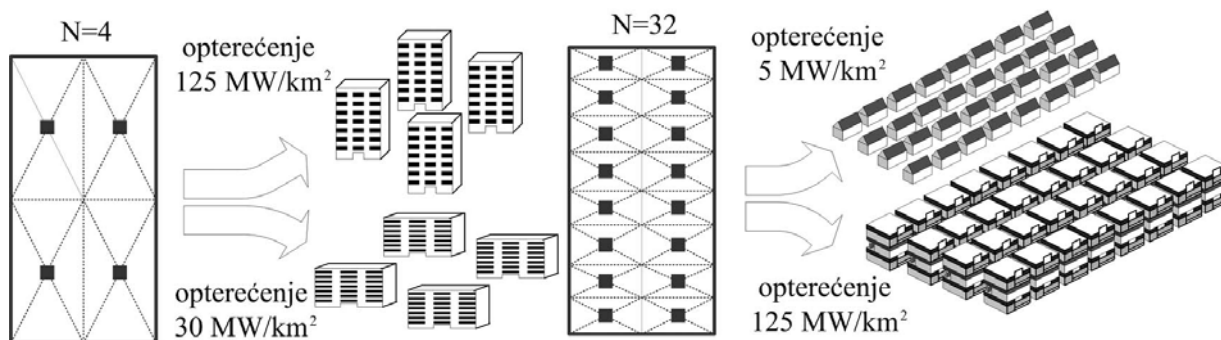 N=4
opterećenje
125 MW/km²
opterećenje
30 MW/km²
N=32
opterećenje
5 MW/km²
opterećenje
125 MW/km²